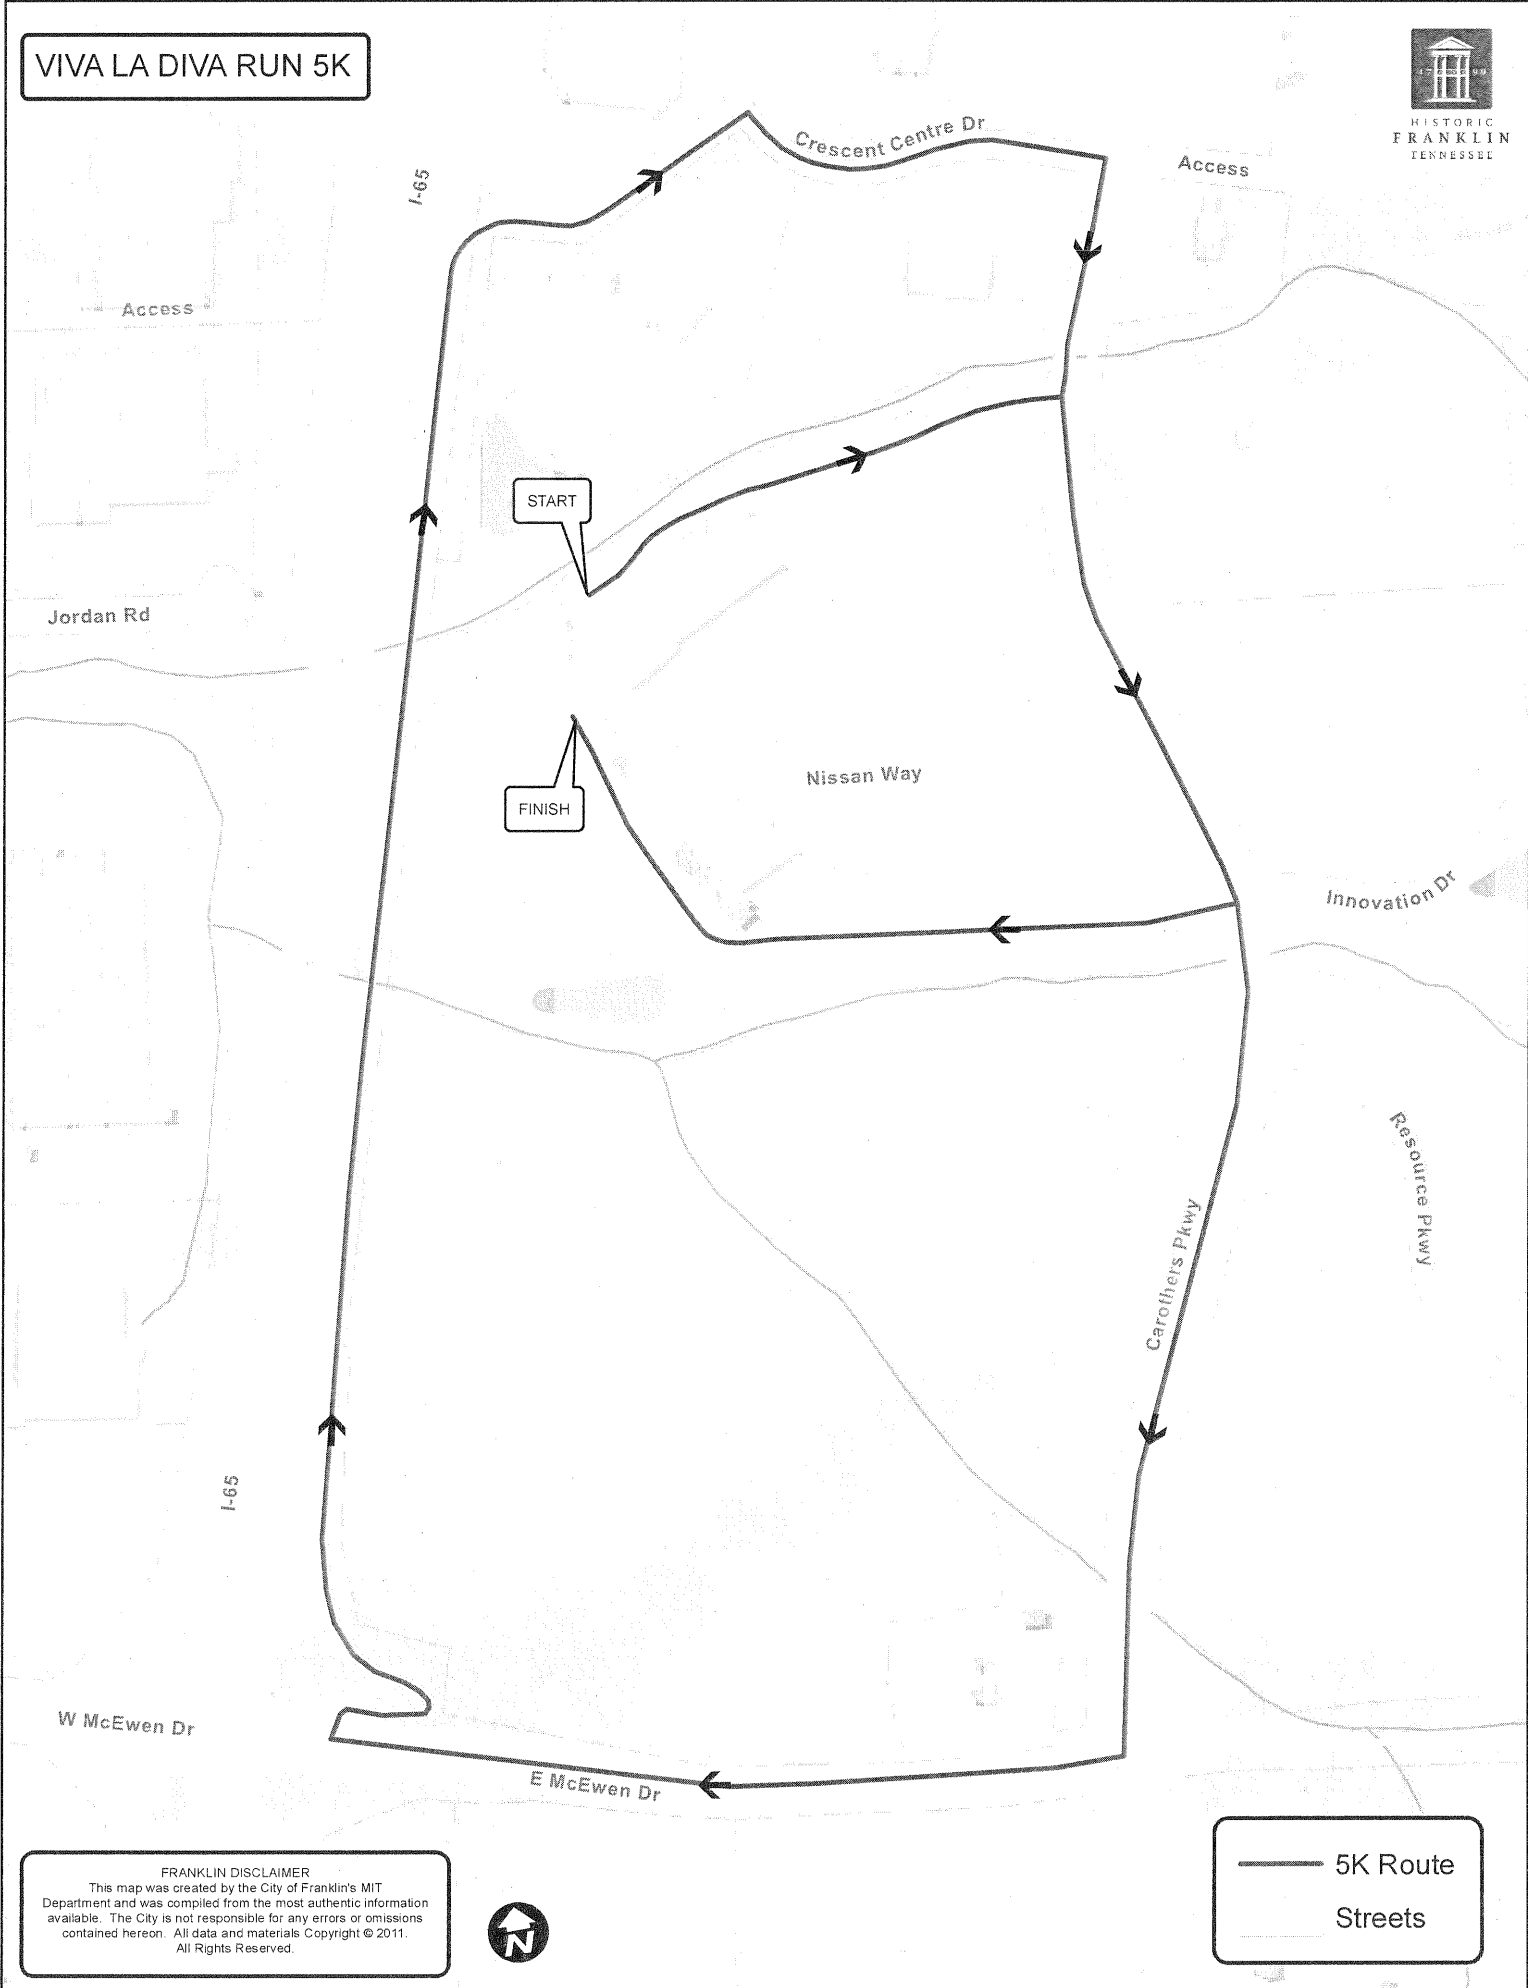 VIVA LA DIVA RUN 5K
1799
HISTORIC
FRANKLIN
TENNESSEE
Crescent Centre Dr
Access
I-65
Access
START
Jordan Rd
Nissan Way
FINISH
Innovation Dr
Resource Pkwy
Carothers Pkwy
I-65
W McEwen Dr
E McEwen Dr
5K Route
Streets
FRANKLIN DISCLAIMER
This map was created by the City of Franklin's MIT
Department and was compiled from the most authentic information
available. The City is not responsible for any errors or omissions
contained hereon. All data and materials Copyright © 2011.
All Rights Reserved.
N